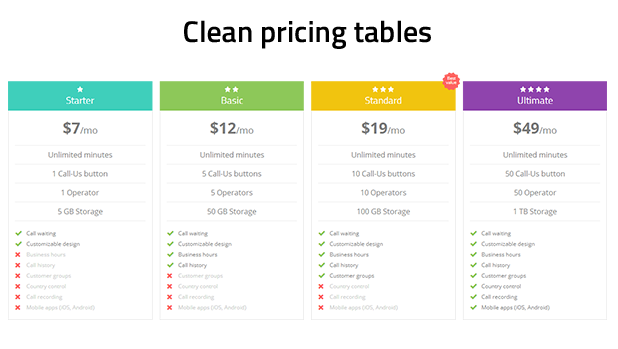 Clean pricing tables
Best
value
Starter
$7/mo
Unlimited minutes
1 Call-Us button
1 Operator
5 GB Storage
Call waiting
Customizable design
Business hours
Call history
Customer groups
Country control
Call recording
Mobile apps (iOS, Android)
Basic
$12/mo
Unlimited minutes
5 Call-Us buttons
5 Operators
50 GB Storage
Call waiting
Customizable design
Business hours
Call history
Customer groups
Country control
Call recording
Mobile apps (iOS, Android)
Standard
$19/mo
Unlimited minutes
10 Call-Us buttons
10 Operators
100 GB Storage
Call waiting
Customizable design
Business hours
Call history
Customer groups
Country control
Call recording
Mobile apps (iOS, Android)
Ultimate
$49/mo
Unlimited minutes
50 Call-Us button
50 Operator
1 TB Storage
Call waiting
Customizable design
Business hours
Call history
Customer groups
Country control
Call recording
Mobile apps (iOS, Android)